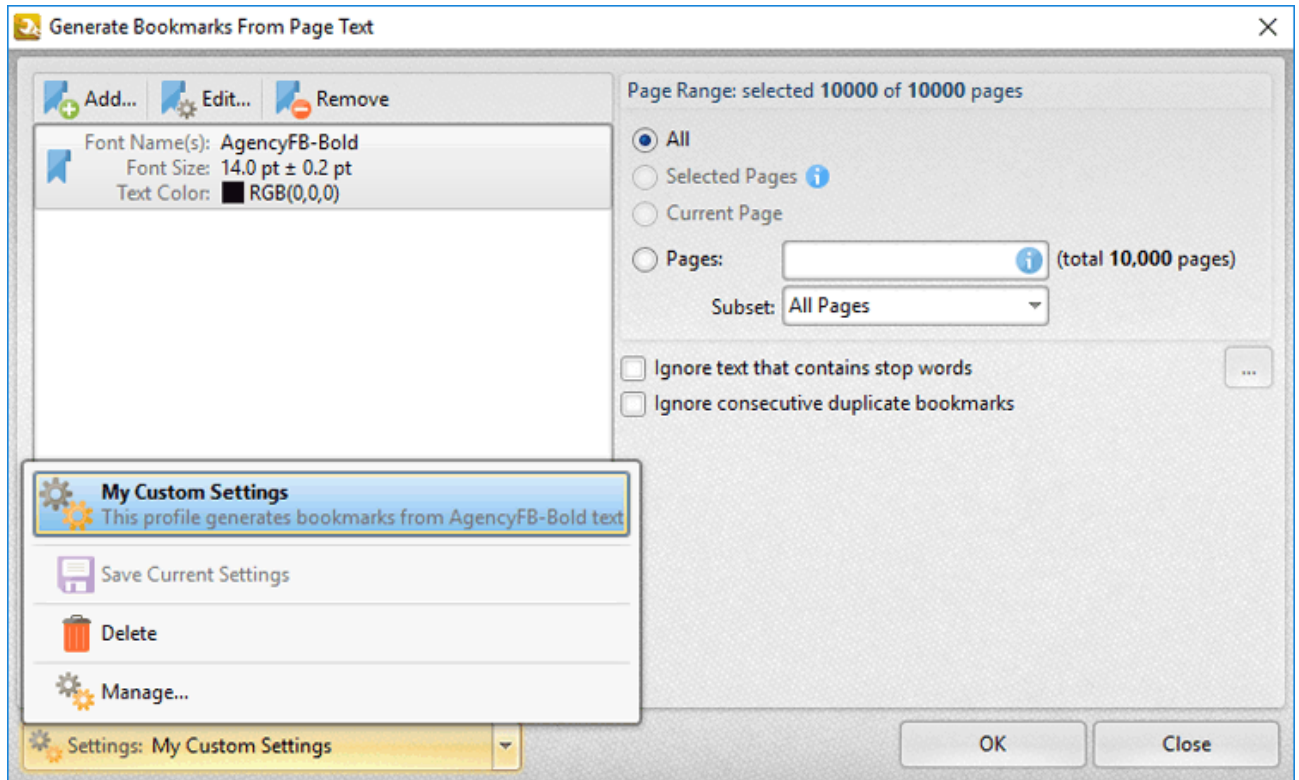 Generate Bookmarks From Page Text
Add... Edit... Remove
Font Name(s): AgencyFB-Bold
Font Size: 14.0 pt ± 0.2 pt
Text Color: RGB(0,0,0)
Page Range: selected 10000 of 10000 pages
All
Selected Pages
Current Page
Pages: (total 10,000 pages)
Subset: All Pages
Ignore text that contains stop words
...
Ignore consecutive duplicate bookmarks
My Custom Settings
This profile generates bookmarks from AgencyFB-Bold text
Save Current Settings
Delete
Manage...
Settings: My Custom Settings
OK Close